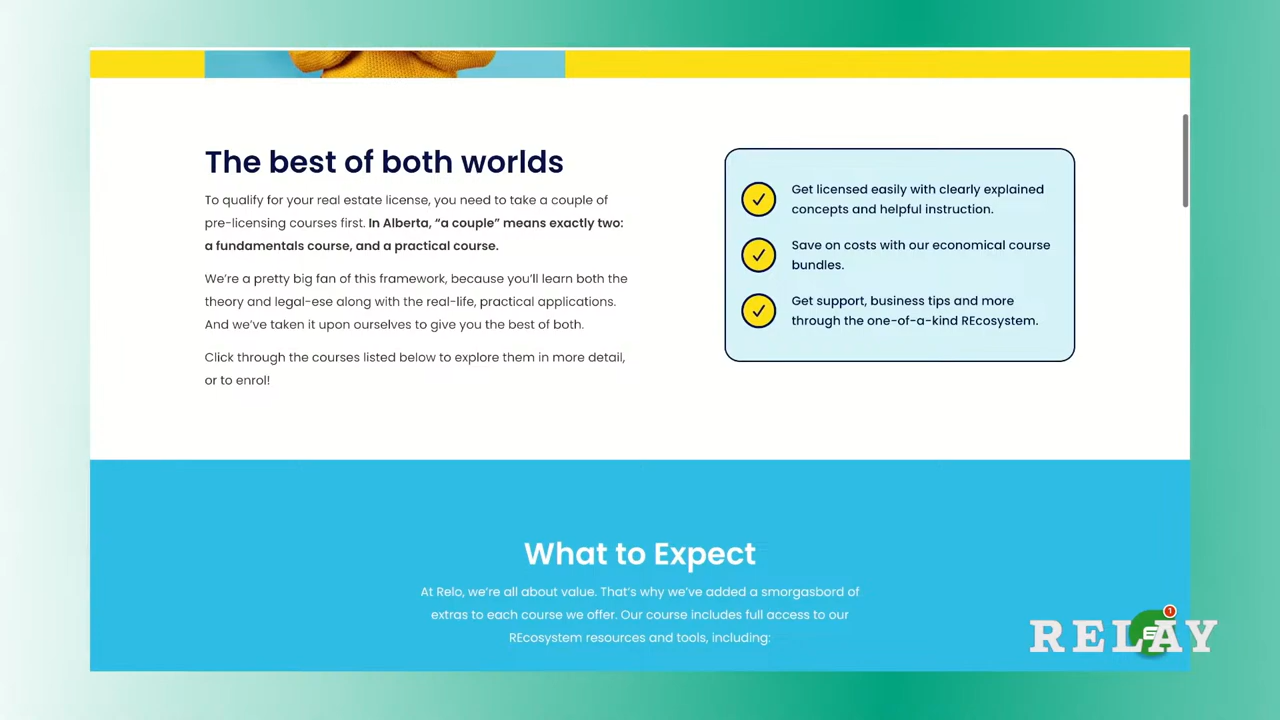 The best of both worlds
To qualify for your real estate license, you need to take a couple of
pre-licensing courses first. In Alberta, “a couple” means exactly two:
a fundamentals course, and a practical course.
We’re a pretty big fan of this framework, because you’ll learn both the
theory and legal-ese along with the real-life, practical applications.
And we’ve taken it upon ourselves to give you the best of both.
Click through the courses listed below to explore them in more detail,
or to enrol!
Get licensed easily with clearly explained
concepts and helpful instruction.
Save on costs with our economical course
bundles.
Get support, business tips and more
through the one-of-a-kind REcosystem.
What to Expect
At Relo, we’re all about value. That’s why we’ve added a smorgasbord of
extras to each course we offer. Our course includes full access to our
REcosystem resources and tools, including:
1
RELAY